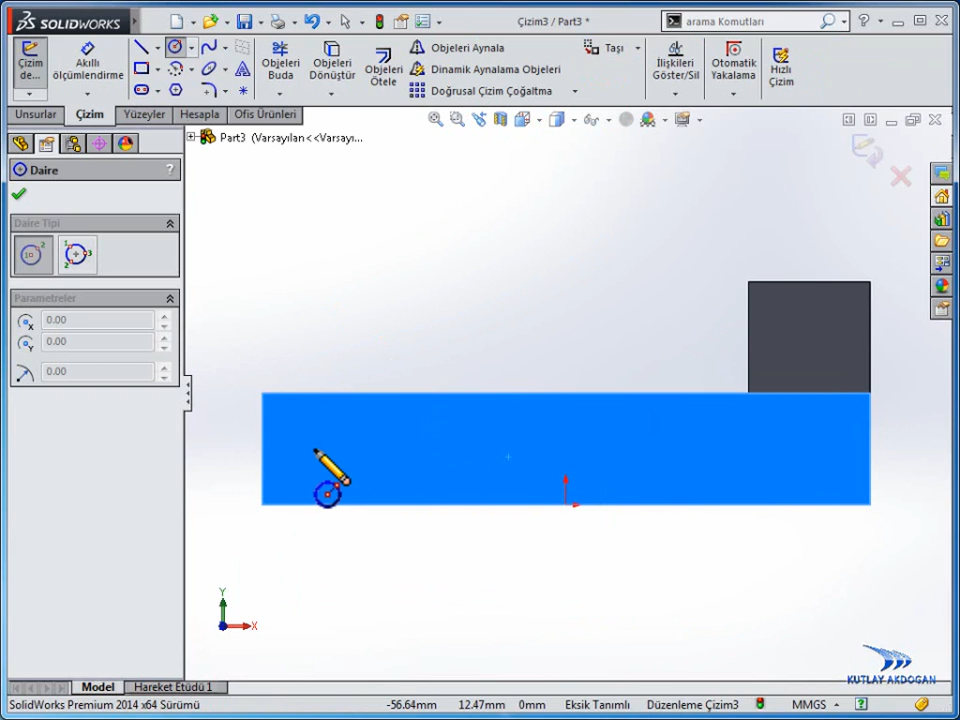 SOLIDWORKS
Çizim3 / Part3 *
arama Komutları
Çizim de...
Akıllı ölçümlendirme
Objeleri Buda
Objeleri Dönüştür
Objeleri Ötele
Objeleri Aynala
Dinamik Aynalama Objeleri
Doğrusal Çizim Çoğaltma
Taşı
İlişkileri Göster/Sil
Otomatik Yakalama
Hızlı Çizim
Unsurlar
Çizim
Yüzeyler
Hesapla
Ofis Ürünleri
Part3 (Varsayılan<<Varsayı...
Daire
?
Daire Tipi
Parametreler
0.00
0.00
0.00
Y
X
KUTLAY AKDOGAN
Model
Hareket Etüdü 1
SolidWorks Premium 2014 x64 Sürümü
-56.64mm
12.47mm
0mm
Eksik Tanımlı
Düzenleme Çizim3
MMGS